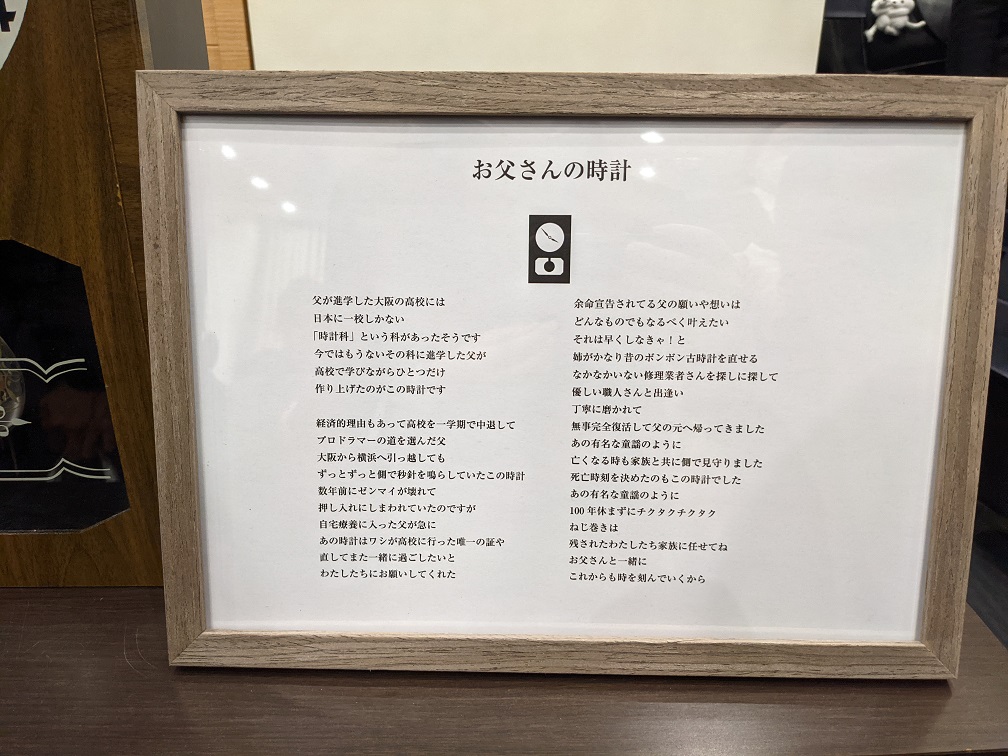 お父さんの時計
父が進学した大阪の高校には
日本に一校しかない
「時計科」という科があったそうです
今ではもうないその科に進学した父が
高校で学びながらひとつだけ
作り上げたのがこの時計です
経済的理由もあって高校を一学期で中退して
プロドラマーの道を選んだ父
大阪から横浜へ引っ越しても
ずっとずっと側で秒針を鳴らしていたこの時計
数年前にゼンマイが壊れて
押し入れにしまわれていたのですが
自宅療養に入った父が急に
あの時計はワシが高校に行った唯一の証や
直してまた一緒に過ごしたいと
わたしたちにお願いしてくれた
余命宣告されてる父の願いや想いは
どんなものでもなるべく叶えたい
それは早くしなきゃ！と
姉がかなり昔のボンボン古時計を直せる
なかなかいない修理業者さんを探しに探して
優しい職人さんと出逢い
丁寧に磨かれて
無事完全復活して父の元へ帰ってきました
あの有名な童謡のように
亡くなる時も家族と共に側で見守りました
死亡時刻を決めたのもこの時計でした
あの有名な童謡のように
100年休まずにチクタクチクタク
ねじ巻きは
残されたわたしたち家族に任せてね
お父さんと一緒に
これからも時を刻んでいくから